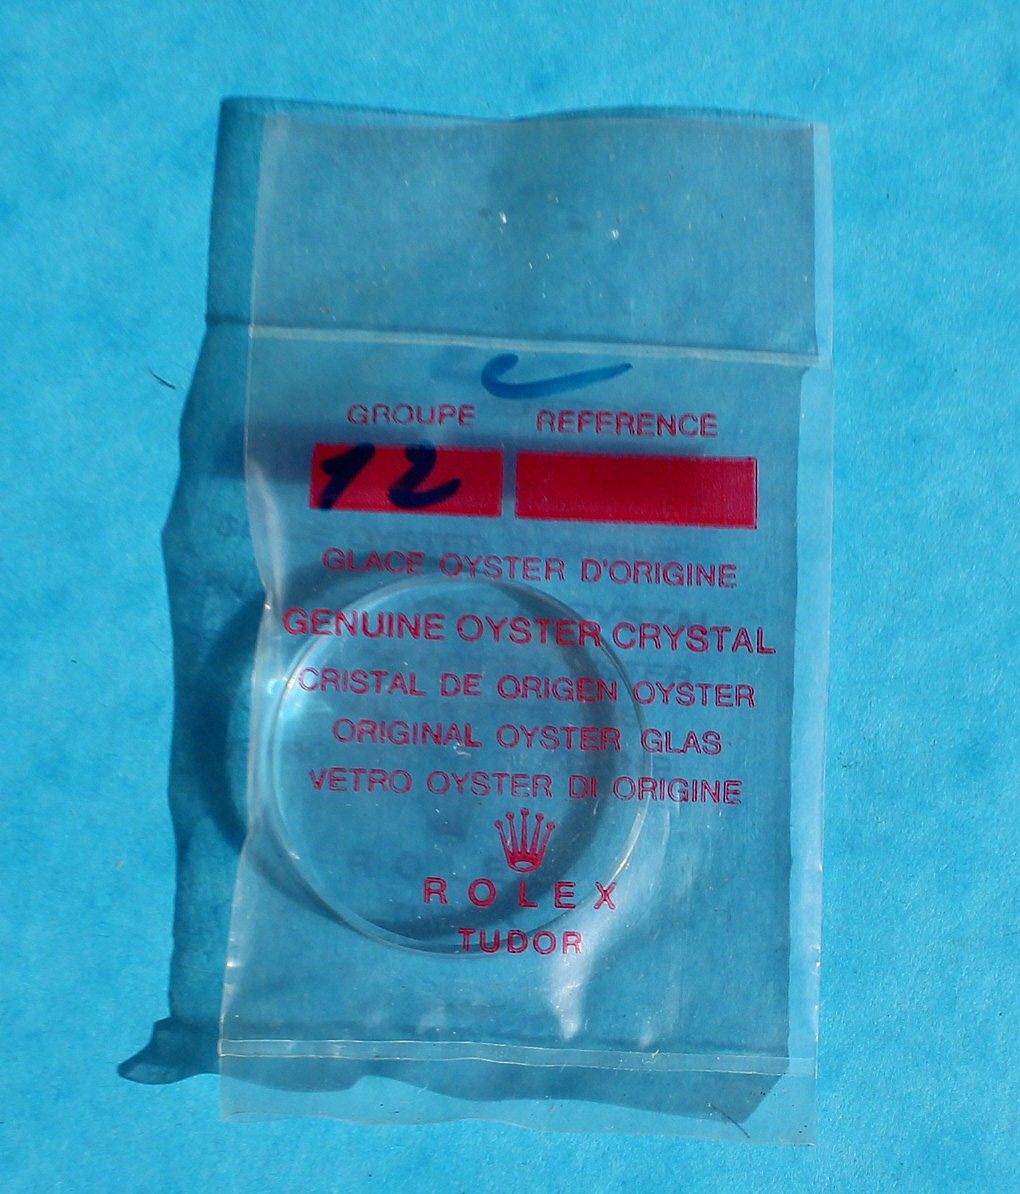 GROUPE REFERENCE
12
GLACE OYSTER D'ORIGINE
GENUINE OYSTER CRYSTAL
CRISTAL DE ORIGEN OYSTER
ORIGINAL OYSTER GLAS
VETRO OYSTER DI ORIGINE
ROLEX
TUDOR